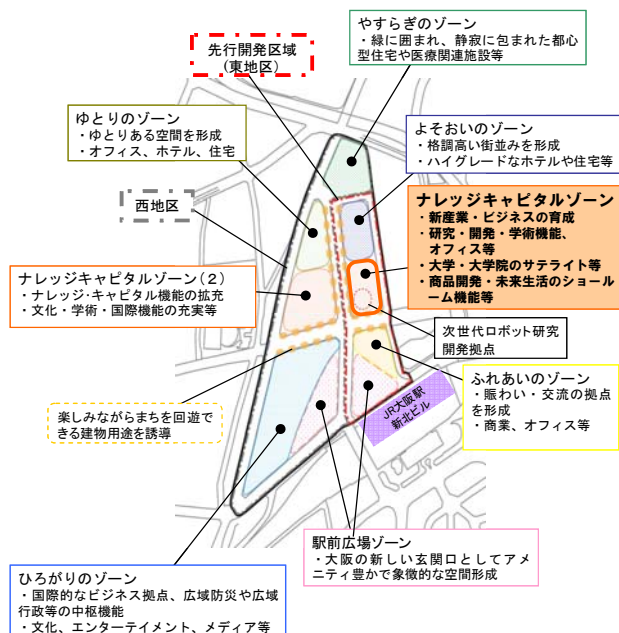 やすらぎのゾーン
・緑に囲まれ、静寂に包まれた都心
型住宅や医療関連施設等
先行開発区域
(東地区)
ゆとりのゾーン
・ゆとりある空間を形成
・オフィス、ホテル、住宅
よそおいのゾーン
・格調高い街並みを形成
・ハイグレードなホテルや住宅等
西地区
ナレッジキャピタルゾーン
・新産業・ビジネスの育成
・研究・開発・学術機能、
オフィス等
・大学・大学院のサテライト等
・商品開発・未来生活のショール
ーム機能等
ナレッジキャピタルゾーン(2)
・ナレッジ・キャピタル機能の拡充
・文化・学術・国際機能の充実等
次世代ロボット研究
開発拠点
ふれあいのゾーン
・賑わい・交流の拠点
を形成
・商業、オフィス等
JR大阪駅
新北ビル
楽しみながらまちを回遊で
きる建物用途を誘導
駅前広場ゾーン
・大阪の新しい玄関口としてアメ
ニティ豊かで象徴的な空間形成
ひろがりのゾーン
・国際的なビジネス拠点、広域防災や広域
行政等の中枢機能
・文化、エンターテイメント、メディア等